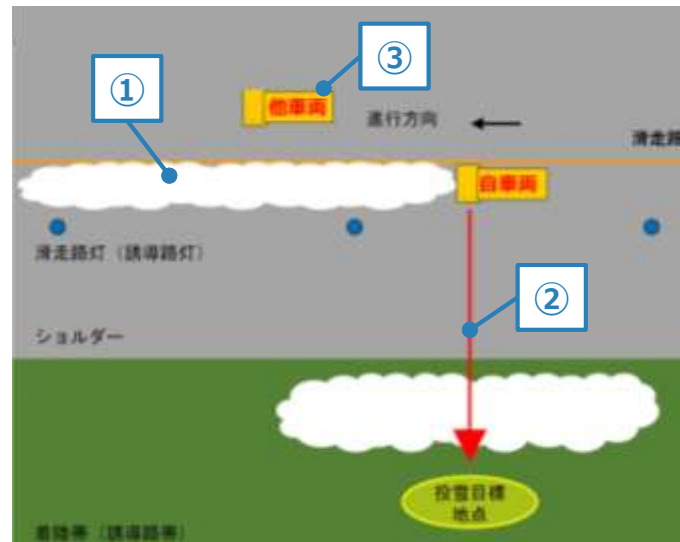 ①
③
他車両
進行方向
滑走路
自車両
滑走路灯（誘導路灯）
②
ショルダー
投雪目標
地点
着陸帯（誘導路帯）